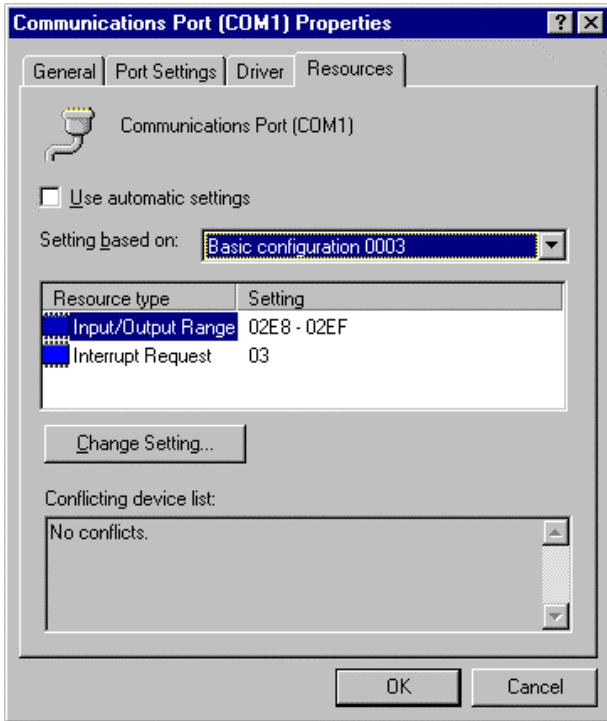 Communications Port (COM1) Properties ? X
General Port Settings Driver Resources
Communications Port (COM1)
Use automatic settings
Setting based on: Basic configuration 0003
Resource type Setting
Input/Output Range 02E8 - 02EF
Interrupt Request 03
Change Setting...
Conflicting device list:
No conflicts.
OK Cancel